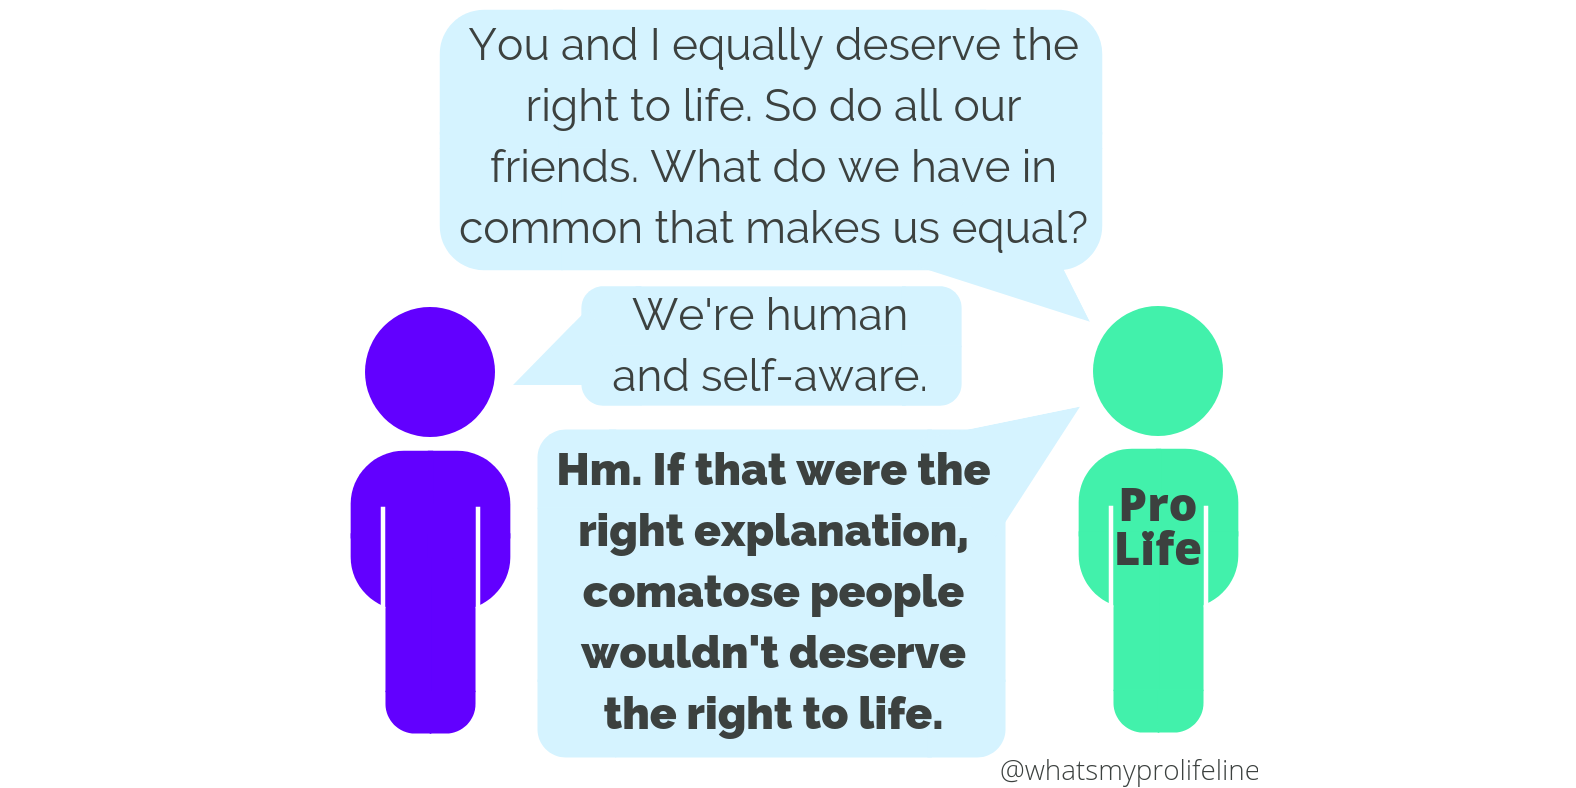 You and I equally deserve the
right to life. So do all our
friends. What do we have in
common that makes us equal?
We're human
and self-aware.
Hm. If that were the
right explanation,
comatose people
wouldn't deserve
the right to life.
Pro
Life
@whatsmyprolifeline